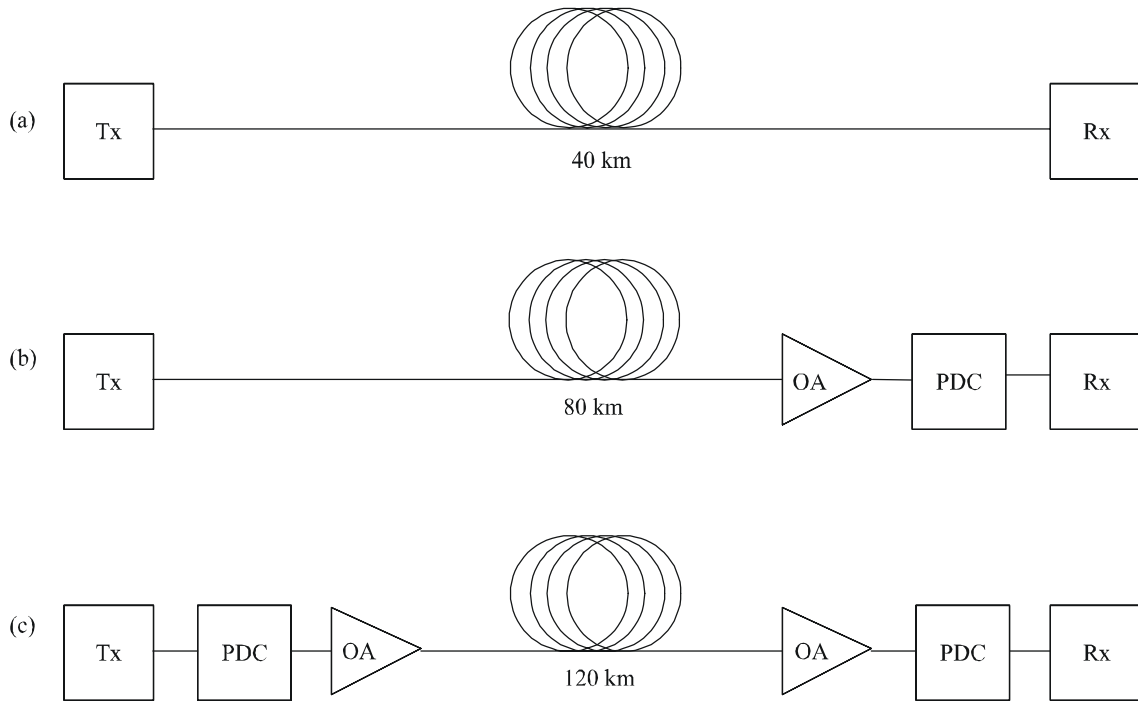 (a)
Tx
Rx
40 km
(b)
Tx
OA
PDC
Rx
80 km
(c)
Tx
PDC
OA
OA
PDC
Rx
120 km